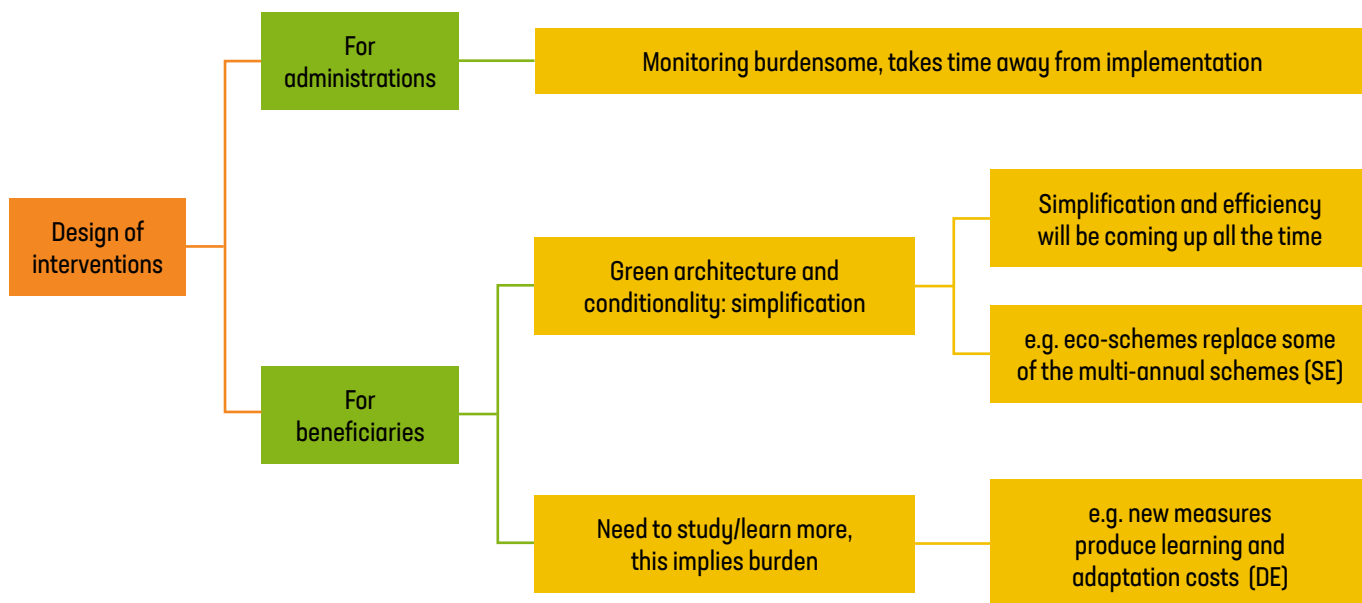 For
administrations
Monitoring burdensome, takes time away from implementation
Design of
interventions
For
beneficiaries
Green architecture and
conditionality: simplification
Simplification and efficiency
will be coming up all the time
e.g. eco-schemes replace some
of the multi-annual schemes (SE)
Need to study/learn more,
this implies burden
e.g. new measures
produce learning and
adaptation costs (DE)